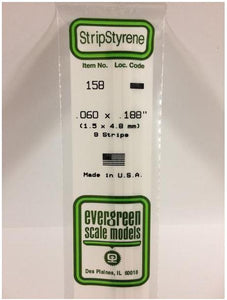 StripStyrene
Item No. Loc. Code
158
.060 x .188"
(1.5 x 4.8 mm)
8 Strips
Made in U.S.A.
evergreen
scale models
Des Plaines, IL 60018